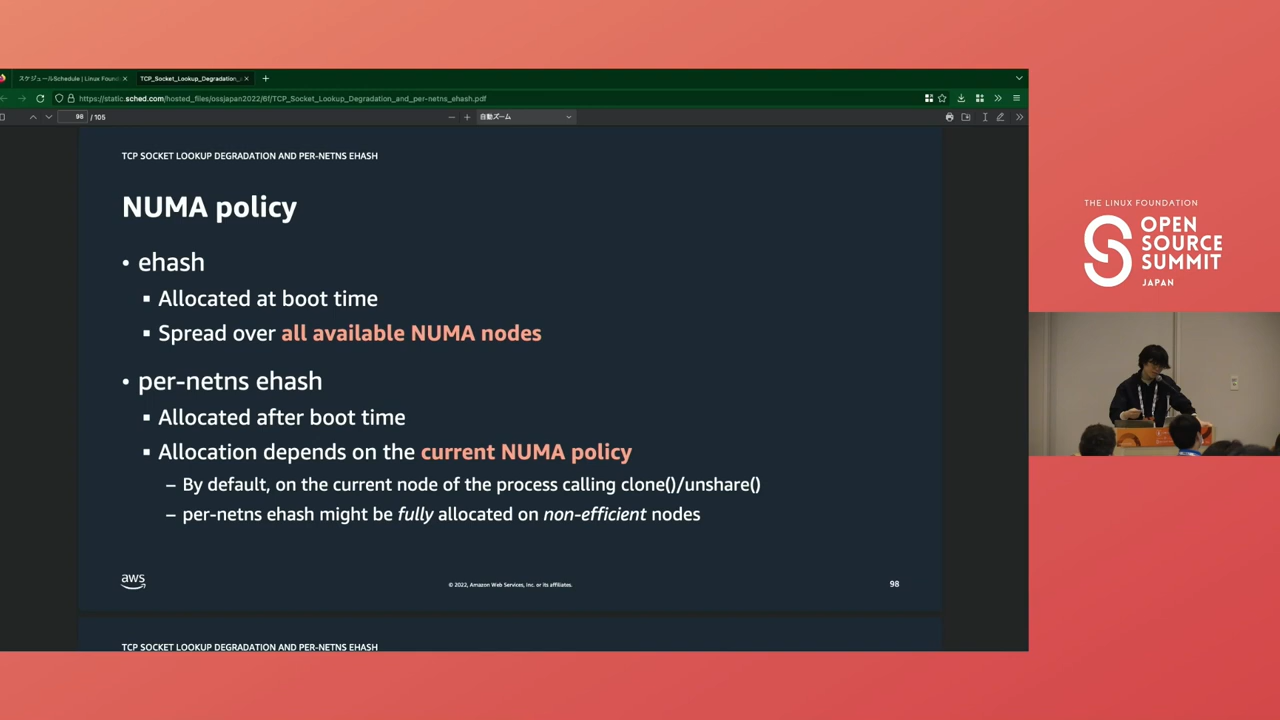 スケジュールSchedule | Linux Found
TCP_Socket_Lookup_Degradation_
https://static.sched.com/hosted_files/ossjapan2022/6f/TCP_Socket_Lookup_Degradation_and_per-netns_ehash.pdf
98 / 105
自動ズーム
TCP SOCKET LOOKUP DEGRADATION AND PER-NETNS EHASH
NUMA policy
• ehash
▪ Allocated at boot time
▪ Spread over all available NUMA nodes
• per-netns ehash
▪ Allocated after boot time
▪ Allocation depends on the current NUMA policy
– By default, on the current node of the process calling clone()/unshare()
– per-netns ehash might be fully allocated on non-efficient nodes
aws
© 2022, Amazon Web Services, Inc. or its affiliates.
98
TCP SOCKET LOOKUP DEGRADATION AND PER-NETNS EHASH
THE LINUX FOUNDATION
OPEN
SOURCE
SUMMIT
JAPAN